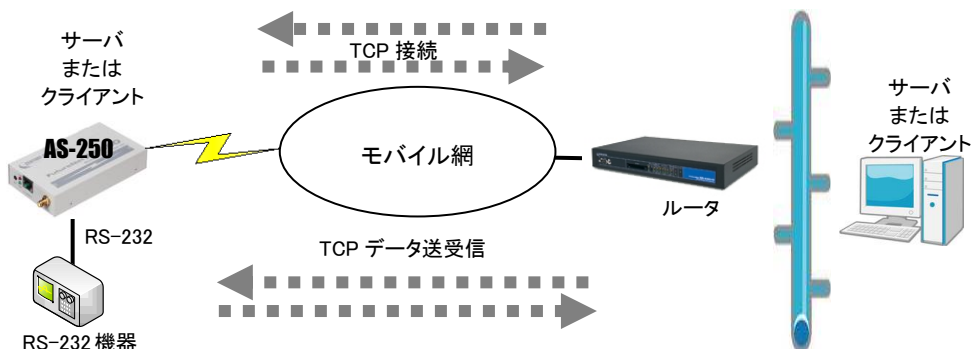 サーバ
または
クライアント
AS-250
RS-232
RS-232 機器
TCP 接続
モバイル網
TCP データ送受信
ルータ
サーバ
または
クライアント